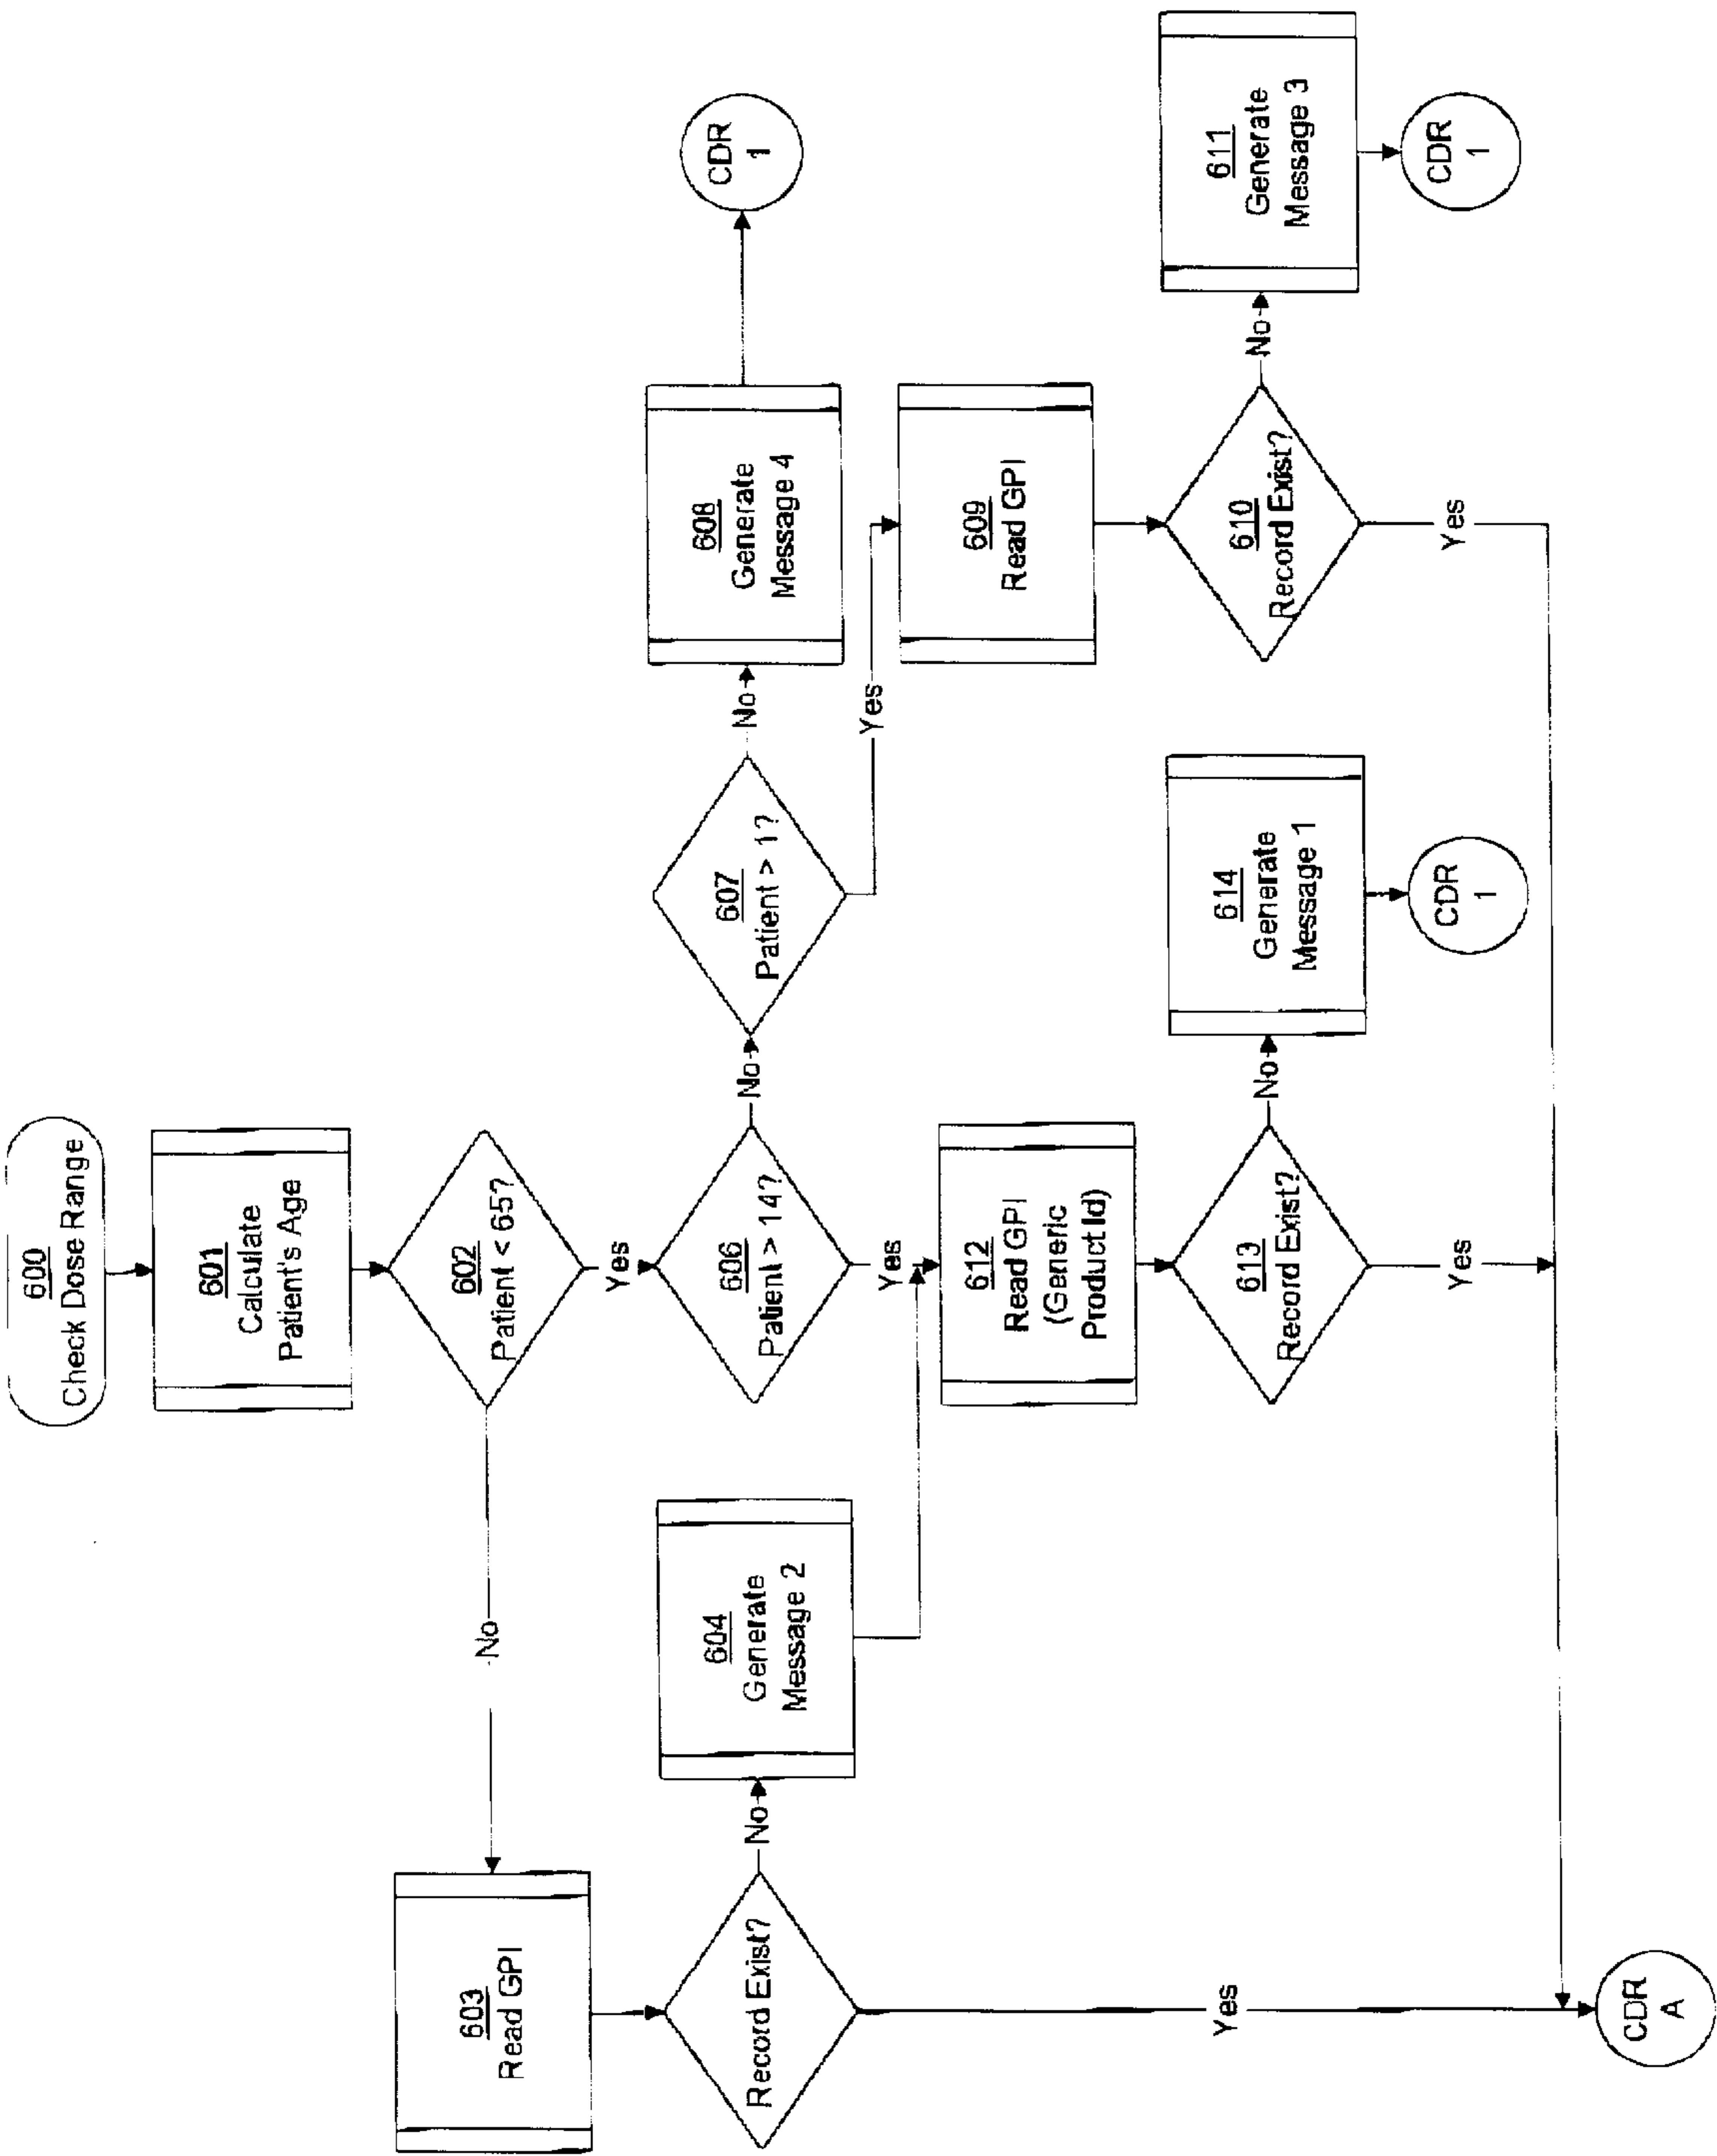 600
Check Dose Range
601
Calculate
Patient's Age
602
Patient < 65?
No
Yes
603
Read GPI
Record Exist?
No
Yes
604
Generate
Message 2
606
Patient > 14?
No
Yes
607
Patient > 1?
No
Yes
608
Generate
Message 4
CDR
1
609
Read GPI
610
Record Exist?
No
Yes
611
Generate
Message 3
CDR
1
612
Read GPI
(Generic
Product Id)
613
Record Exist?
No
Yes
614
Generate
Message 1
CDR
1
CDR
A